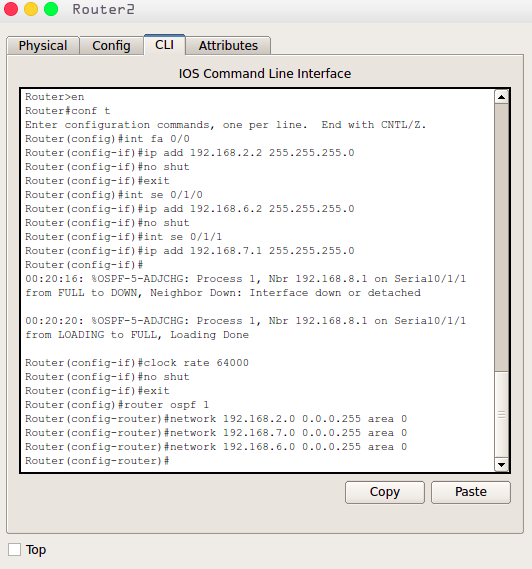 Router2
Physical
Config
CLI
Attributes
IOS Command Line Interface
Router>en
Router#conf t
Enter configuration commands, one per line.  End with CNTL/Z.
Router(config)#int fa 0/0
Router(config-if)#ip add 192.168.2.2 255.255.255.0
Router(config-if)#no shut
Router(config-if)#exit
Router(config)#int se 0/1/0
Router(config-if)#ip add 192.168.6.2 255.255.255.0
Router(config-if)#no shut
Router(config-if)#int se 0/1/1
Router(config-if)#ip add 192.168.7.1 255.255.255.0
Router(config-if)#
00:20:16: %OSPF-5-ADJCHG: Process 1, Nbr 192.168.8.1 on Serial0/1/1
from FULL to DOWN, Neighbor Down: Interface down or detached
00:20:20: %OSPF-5-ADJCHG: Process 1, Nbr 192.168.8.1 on Serial0/1/1
from LOADING to FULL, Loading Done
Router(config-if)#clock rate 64000
Router(config-if)#no shut
Router(config-if)#exit
Router(config)#router ospf 1
Router(config-router)#network 192.168.2.0 0.0.0.255 area 0
Router(config-router)#network 192.168.7.0 0.0.0.255 area 0
Router(config-router)#network 192.168.6.0 0.0.0.255 area 0
Router(config-router)#
Copy
Paste
Top